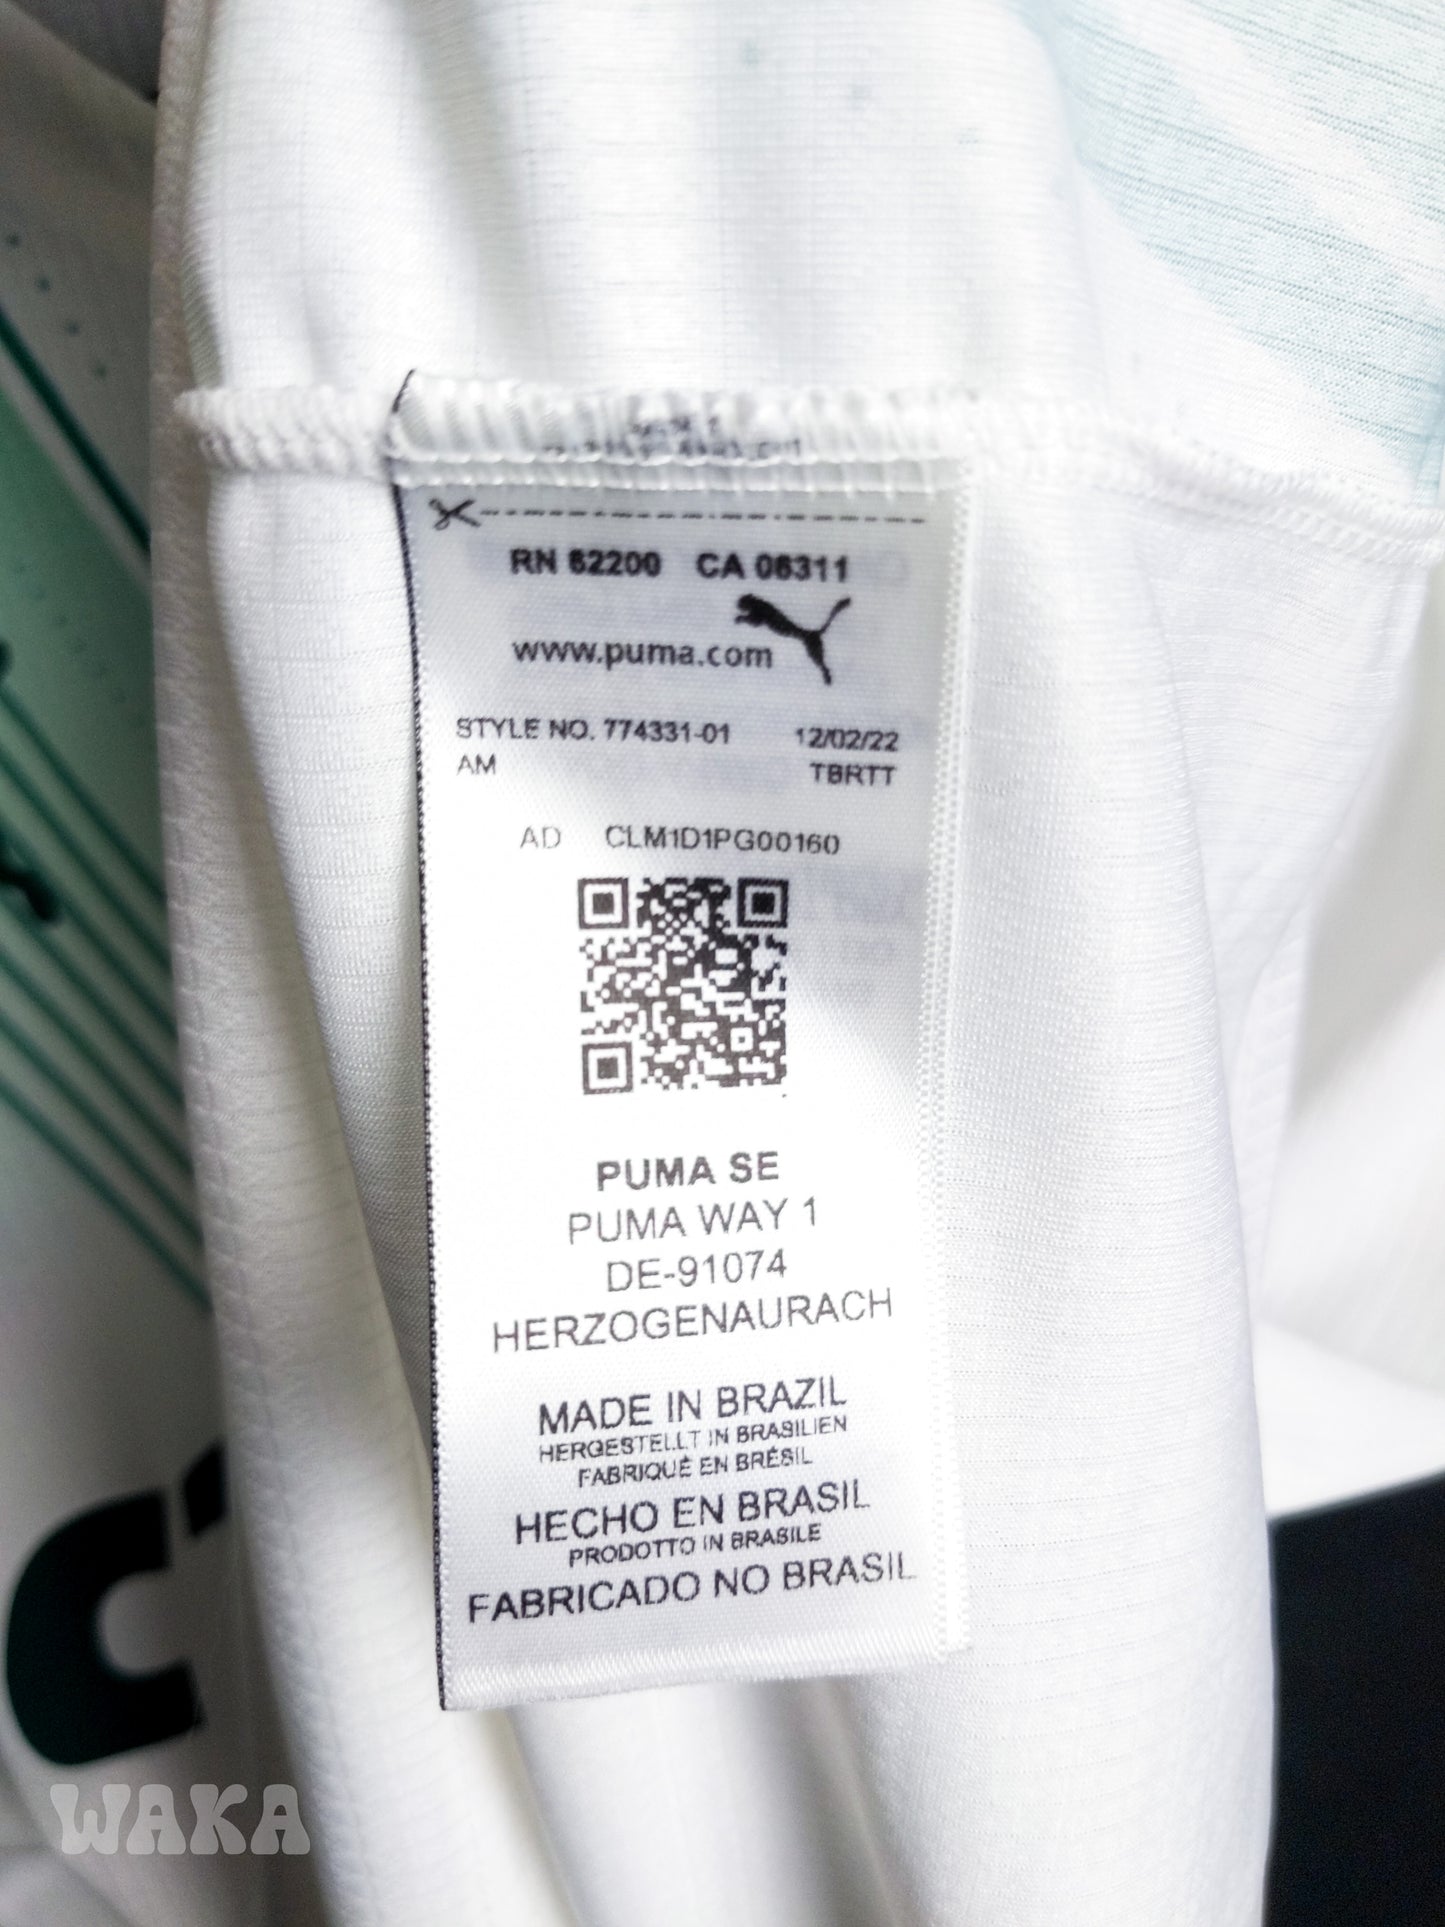 RN 62200 CA 06311
www.puma.com
STYLE NO. 774331-01 12/02/22
AM TBRTT
AD CLM1D1PG00160
PUMA SE
PUMA WAY 1
DE-91074
HERZOGENAURACH
MADE IN BRAZIL
HERGESTELLT IN BRASILIEN
FABRIQUÉ EN BRÉSIL
HECHO EN BRASIL
PRODOTTO IN BRASILE
FABRICADO NO BRASIL
WAKA